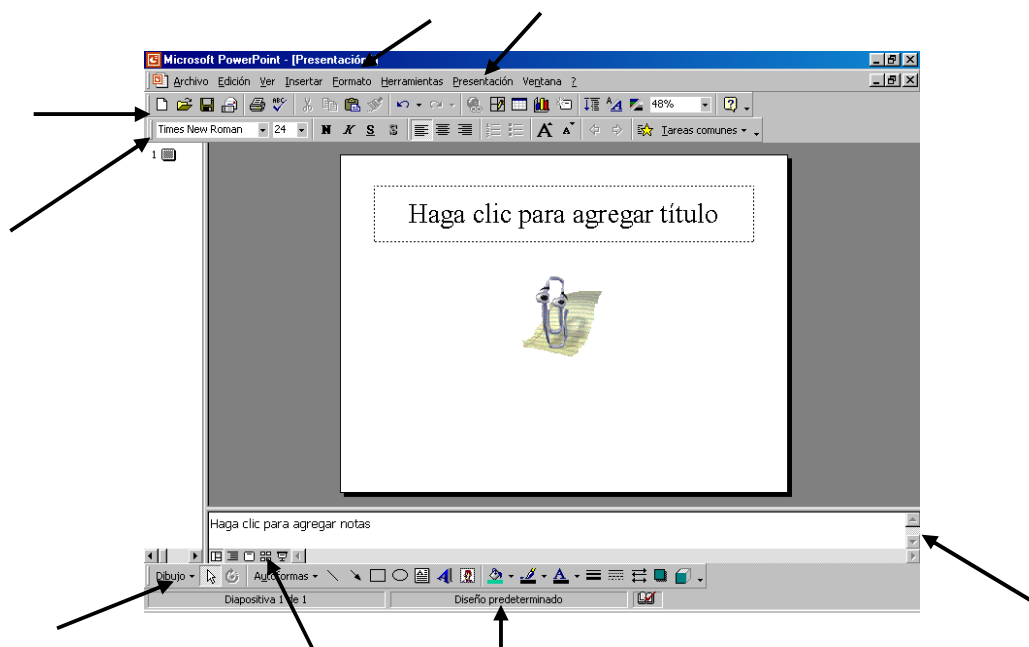 Microsoft PowerPoint - [Presentación
Archivo Edición Ver Insertar Formato Herramientas Presentación Ventana ?
ABC A 48% ?
Times New Roman 24 N K S S A A Tareas comunes
1
Haga clic para agregar título
Haga clic para agregar notas
Dibujo Autoformas A A
Diapositiva 1 de 1 Diseño predeterminado